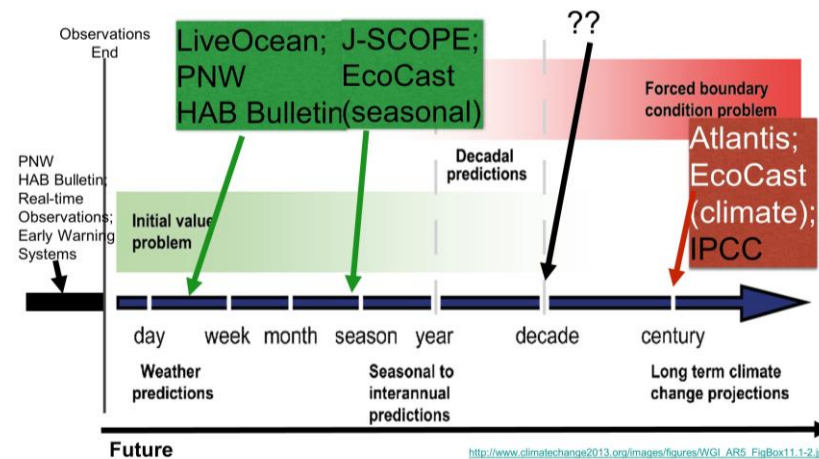 Observations
End
LiveOcean;
PNW
HAB Bulletin
J-SCOPE;
EcoCast
(seasonal)
??
Forced boundary
condition problem
Atlantis;
EcoCast
(climate);
IPCC
Decadal
predictions
PNW
HAB Bulletin;
Real-time
Observations;
Early Warning
Systems
Initial value
problem
day
week
month
season
year
decade
century
Weather
predictions
Seasonal to
interannual
predictions
Long term climate
change projections
Future
http://www.climatechange2013.org/images/figures/WGI_AR5_FigBox11.1-2.j